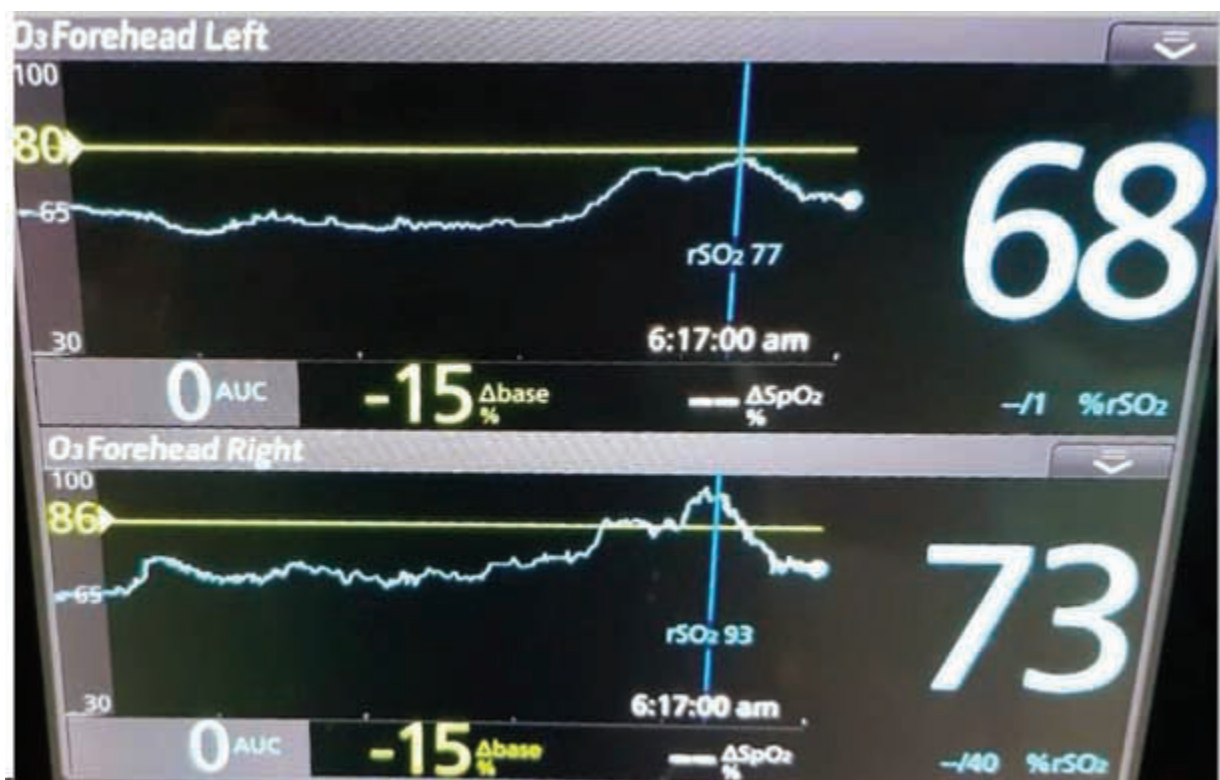 O3 Forehead Left
100
80
65
rSO2 77
68
30
6:17:00 am
0 AUC -15 Δbase % -- ΔSpO2 % --/1 %rSO2
O3 Forehead Right
100
86
65
rSO2 93
73
30
6:17:00 am
0 AUC -15 Δbase % -- ΔSpO2 % --/40 %rSO2